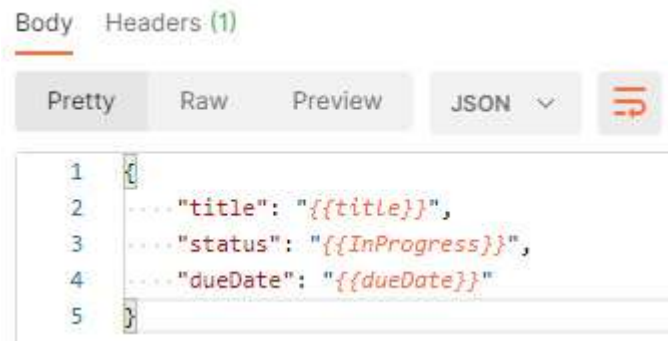 Body Headers (1)
Pretty Raw Preview JSON
1 {
2 "title": "{{title}}",
3 "status": "{{InProgress}}",
4 "dueDate": "{{dueDate}}"
5 }